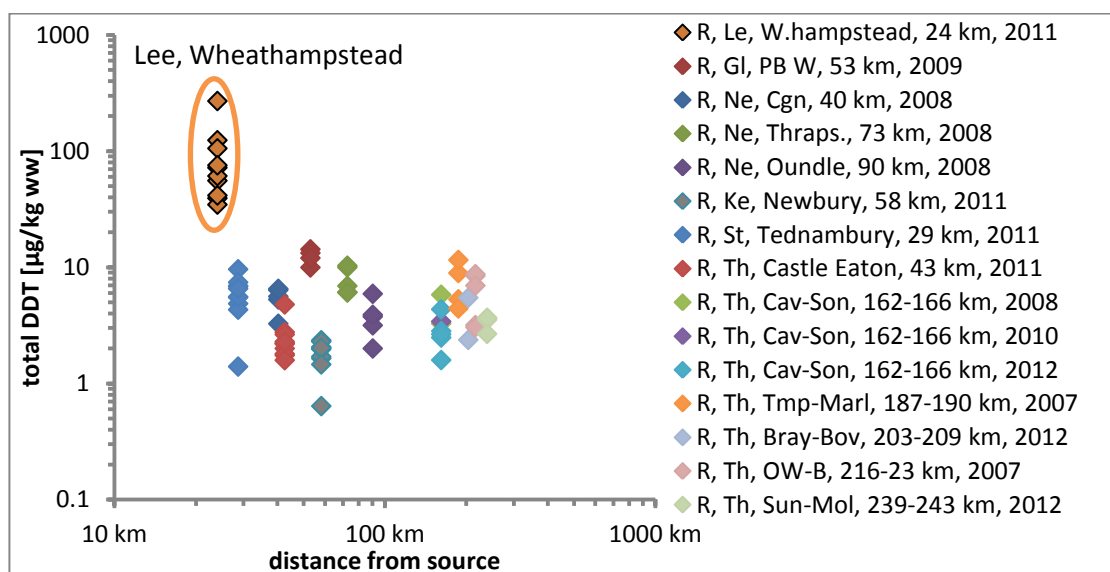 1000
100
10
1
0.1
total DDT [µg/kg ww]
Lee, Wheathampstead
10 km
100 km
1000 km
distance from source
R, Le, W.hampstead, 24 km, 2011
R, Gl, PB W, 53 km, 2009
R, Ne, Cgn, 40 km, 2008
R, Ne, Thraps., 73 km, 2008
R, Ne, Oundle, 90 km, 2008
R, Ke, Newbury, 58 km, 2011
R, St, Tednambury, 29 km, 2011
R, Th, Castle Eaton, 43 km, 2011
R, Th, Cav-Son, 162-166 km, 2008
R, Th, Cav-Son, 162-166 km, 2010
R, Th, Cav-Son, 162-166 km, 2012
R, Th, Tmp-Marl, 187-190 km, 2007
R, Th, Bray-Bov, 203-209 km, 2012
R, Th, OW-B, 216-23 km, 2007
R, Th, Sun-Mol, 239-243 km, 2012